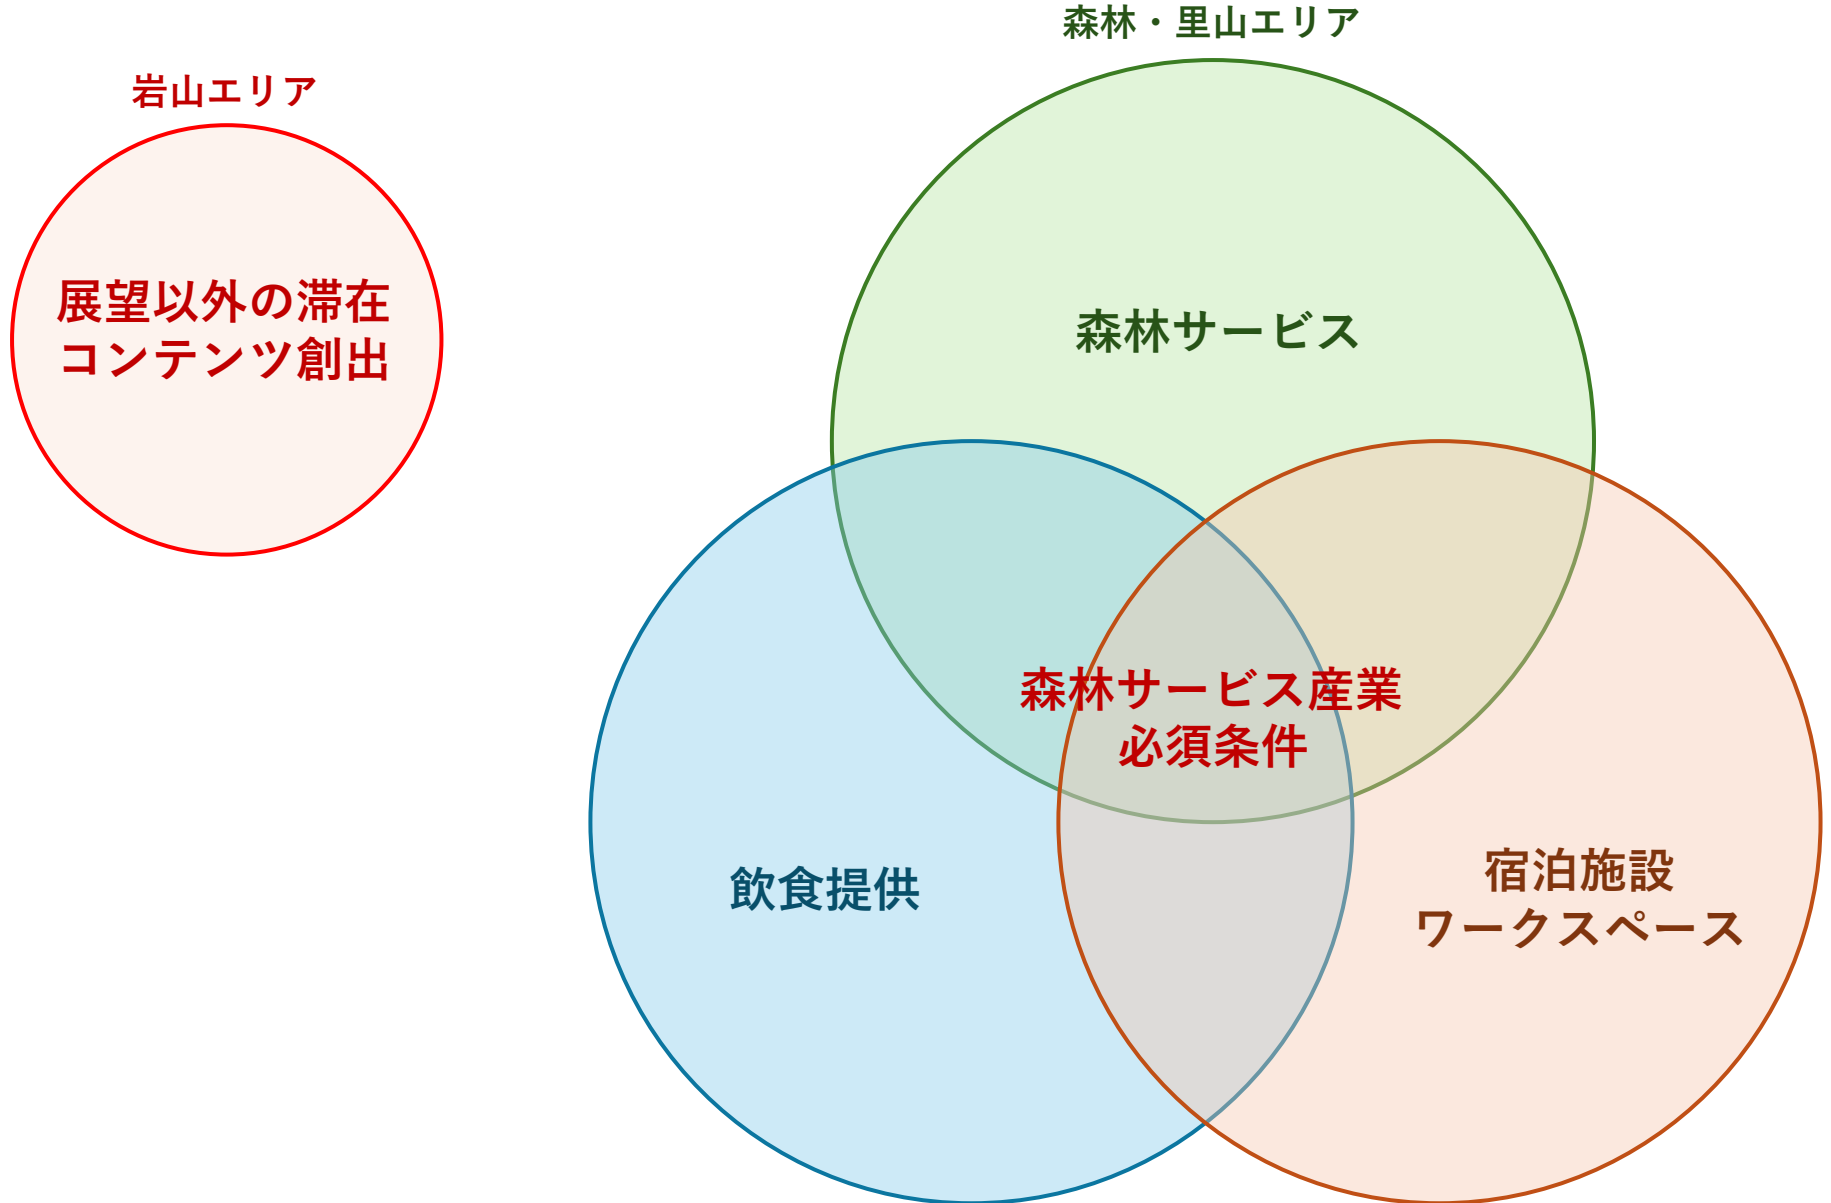 森林・里山エリア
岩山エリア
展望以外の滞在
コンテンツ創出
森林サービス
森林サービス産業
必須条件
飲食提供
宿泊施設
ワークスペース